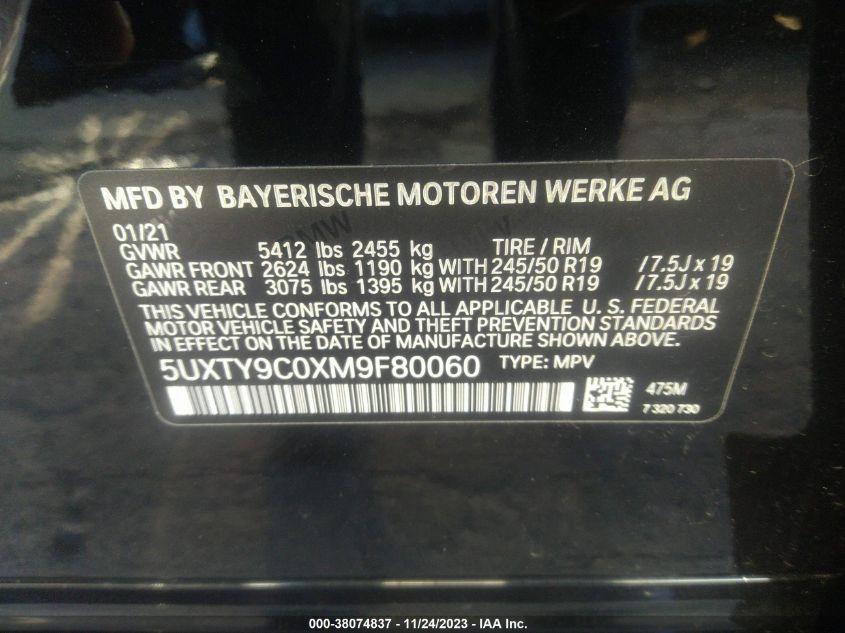 MFD BY BAYERISCHE MOTOREN WERKE AG
01/21
GVWR 5412 lbs 2455 kg TIRE / RIM
GAWR FRONT 2624 lbs 1190 kg WITH 245/50 R19 / 7.5J x 19
GAWR REAR 3075 lbs 1395 kg WITH 245/50 R19 / 7.5J x 19
THIS VEHICLE CONFORMS TO ALL APPLICABLE U. S. FEDERAL
MOTOR VEHICLE SAFETY AND THEFT PREVENTION STANDARDS
IN EFFECT ON THE DATE OF MANUFACTURE SHOWN ABOVE.
5UXTY9C0XM9F80060 TYPE: MPV
475M
7 320 730
000-38074837 - 11/24/2023 - IAA Inc.